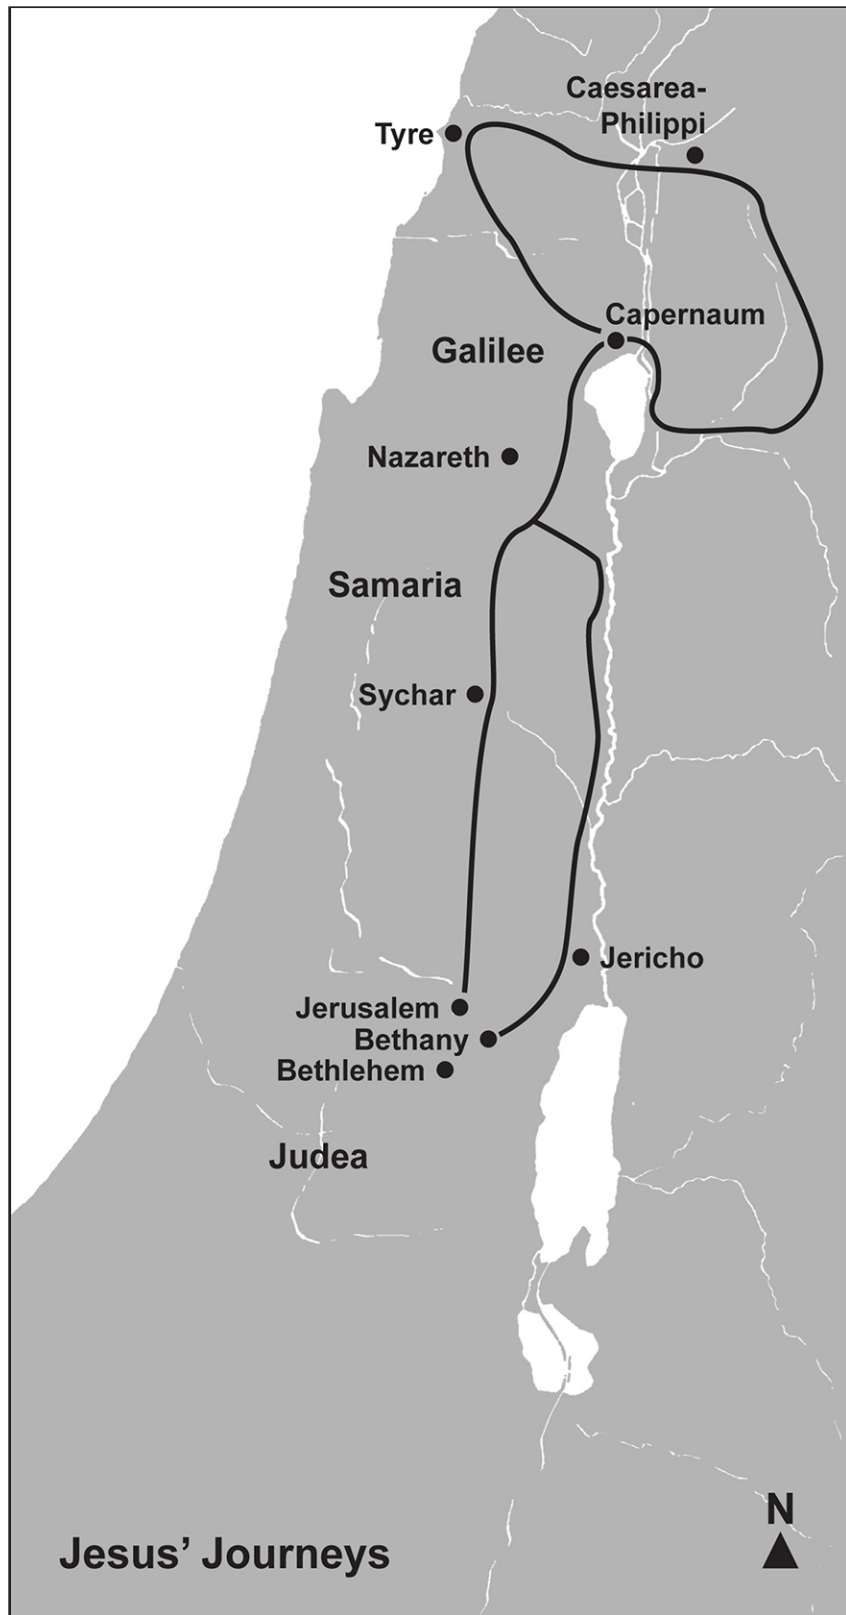 Caesarea-
Philippi
Tyre
Capernaum
Galilee
Nazareth
Samaria
Sychar
Jericho
Jerusalem
Bethany
Bethlehem
Judea
N
Jesus’ Journeys